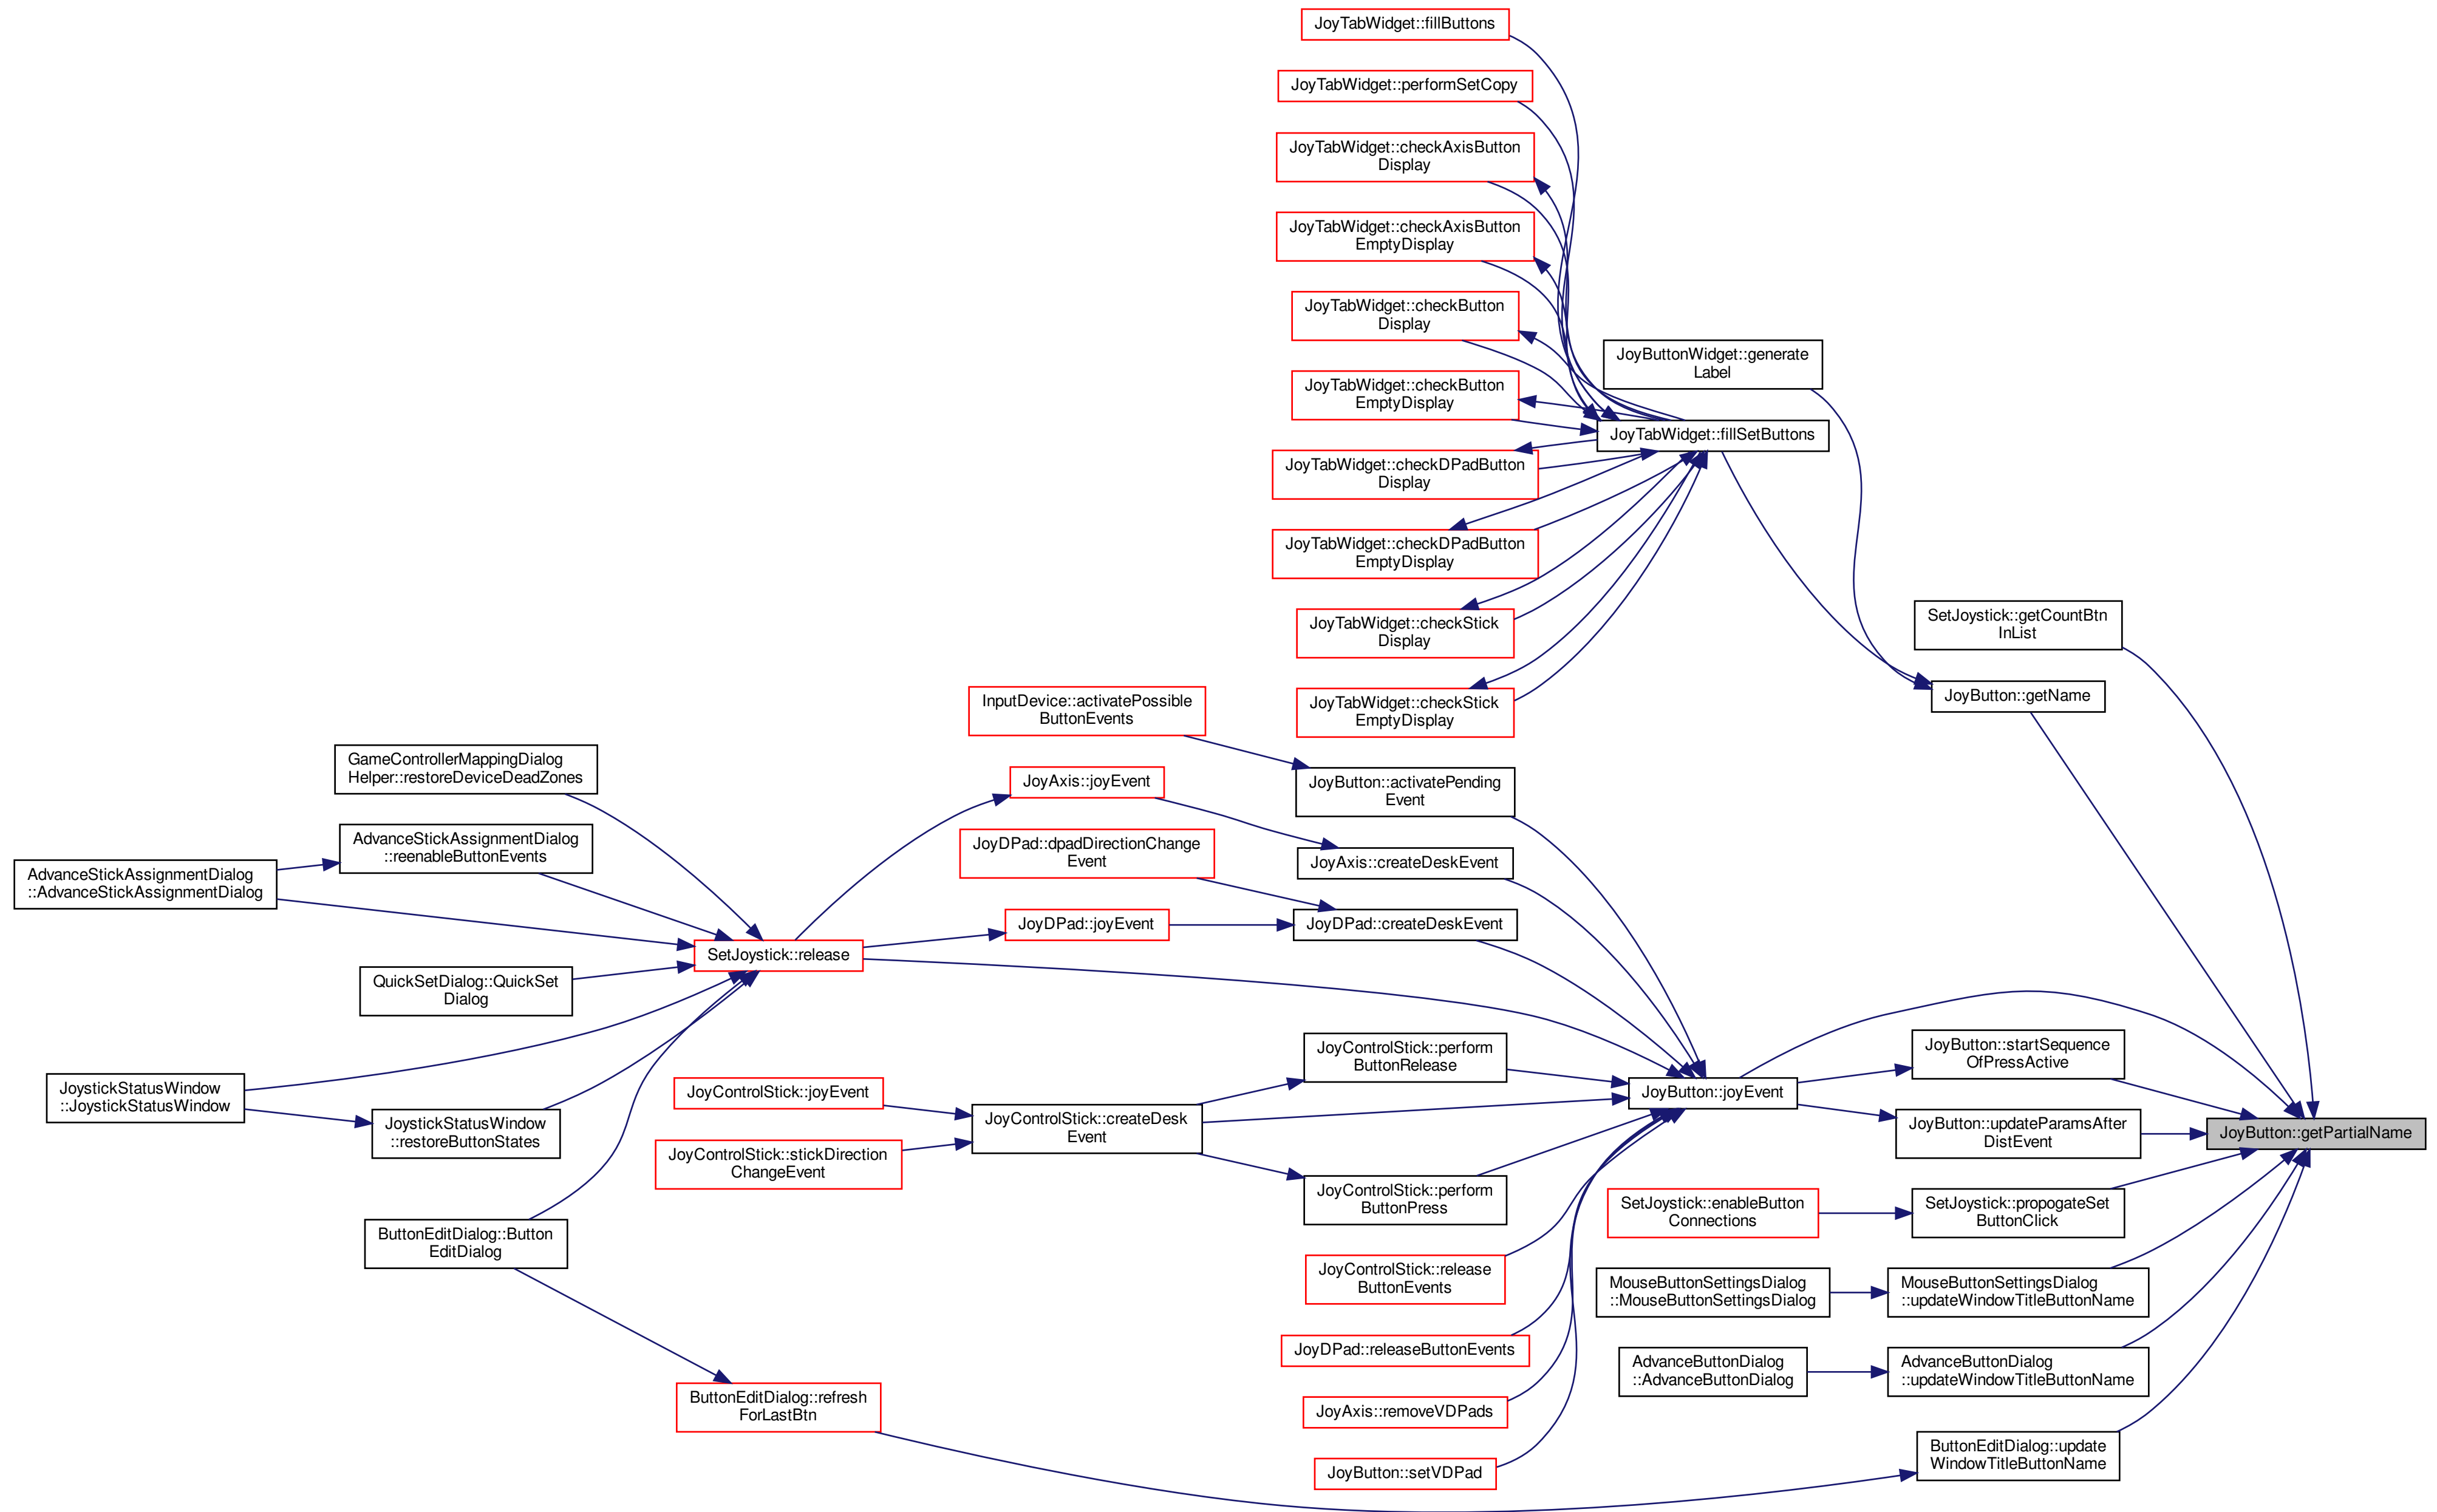 JoyTabWidget::fillButtons
JoyTabWidget::performSetCopy
JoyTabWidget::checkAxisButton
Display
JoyTabWidget::checkAxisButton
EmptyDisplay
JoyTabWidget::checkButton
Display
JoyTabWidget::checkButton
EmptyDisplay
JoyTabWidget::checkDPadButton
Display
JoyTabWidget::checkDPadButton
EmptyDisplay
JoyTabWidget::checkStick
Display
JoyTabWidget::checkStick
EmptyDisplay
JoyButtonWidget::generate
Label
JoyTabWidget::fillSetButtons
SetJoystick::getCountBtn
InList
JoyButton::getName
InputDevice::activatePossible
ButtonEvents
GameControllerMappingDialog
Helper::restoreDeviceDeadZones
JoyAxis::joyEvent
JoyButton::activatePending
Event
AdvanceStickAssignmentDialog
::reenableButtonEvents
AdvanceStickAssignmentDialog
::AdvanceStickAssignmentDialog
JoyDPad::dpadDirectionChange
Event
JoyAxis::createDeskEvent
JoyDPad::joyEvent
JoyDPad::createDeskEvent
SetJoystick::release
QuickSetDialog::QuickSet
Dialog
JoystickStatusWindow
::JoystickStatusWindow
JoystickStatusWindow
::restoreButtonStates
JoyControlStick::joyEvent
JoyControlStick::stickDirection
ChangeEvent
JoyControlStick::createDesk
Event
JoyControlStick::perform
ButtonRelease
JoyControlStick::perform
ButtonPress
JoyButton::joyEvent
JoyButton::startSequence
OfPressActive
JoyButton::updateParamsAfter
DistEvent
JoyButton::getPartialName
SetJoystick::enableButton
Connections
SetJoystick::propogateSet
ButtonClick
ButtonEditDialog::Button
EditDialog
JoyControlStick::release
ButtonEvents
MouseButtonSettingsDialog
::MouseButtonSettingsDialog
MouseButtonSettingsDialog
::updateWindowTitleButtonName
JoyDPad::releaseButtonEvents
AdvanceButtonDialog
::AdvanceButtonDialog
AdvanceButtonDialog
::updateWindowTitleButtonName
ButtonEditDialog::refresh
ForLastBtn
JoyAxis::removeVDPads
JoyButton::setVDPad
ButtonEditDialog::update
WindowTitleButtonName